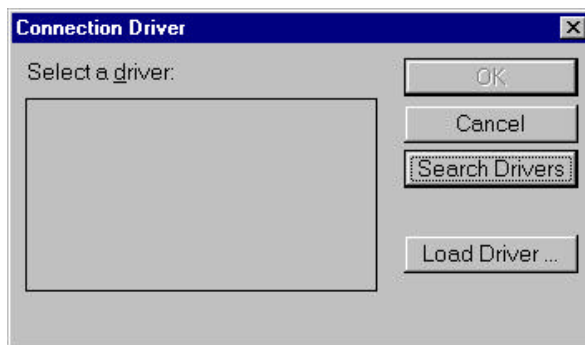 Connection Driver
Select a driver:
OK
Cancel
Search Drivers
Load Driver ...